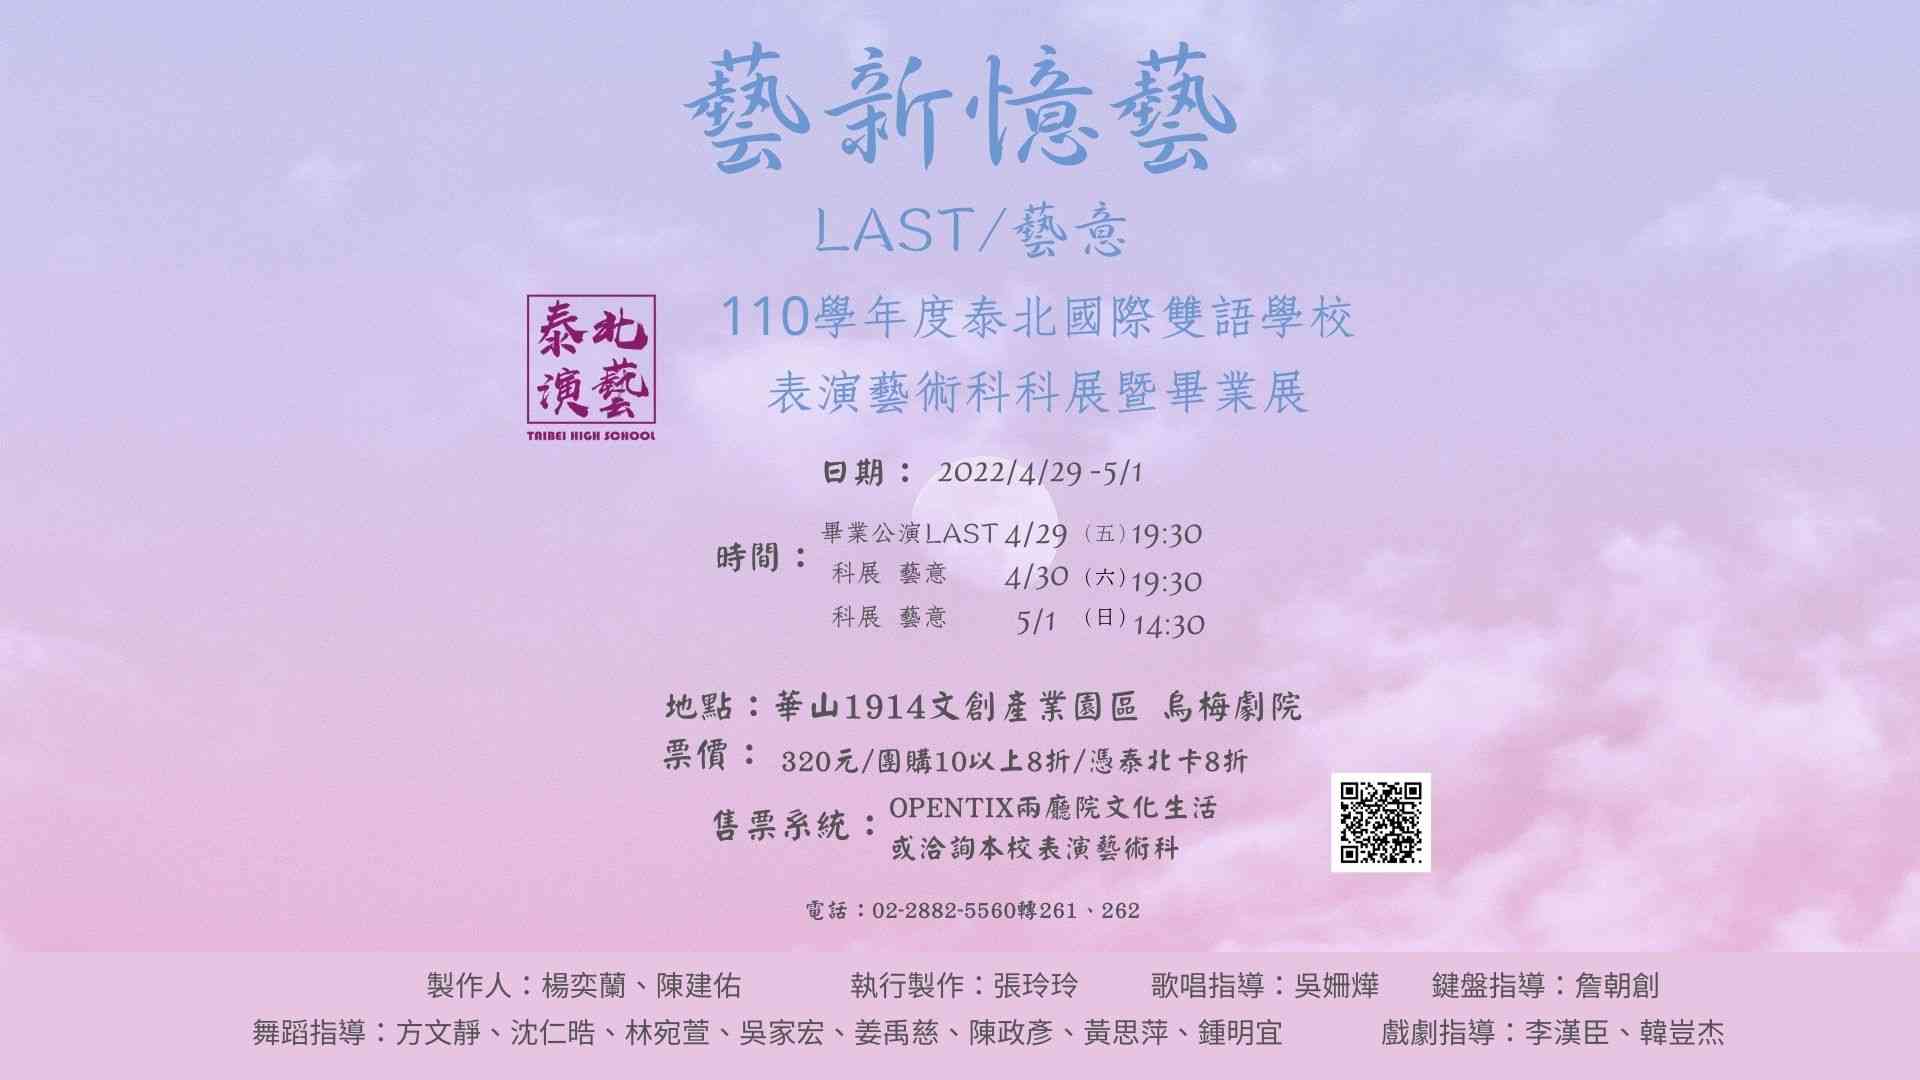 藝新憶藝
LAST/藝意
泰北
演藝
TAIBEI HIGH SCHOOL
110學年度泰北國際雙語學校
表演藝術科科展暨畢業展
日期： 2022/4/29-5/1
時間：
畢業公演LAST 4/29 (五) 19:30
科展 藝意 4/30 (六) 19:30
科展 藝意 5/1 (日) 14:30
地點：華山1914文創產業園區 烏梅劇院
票價： 320元/團購10以上8折/憑泰北卡8折
售票系統：OPENTIX兩廳院文化生活
或洽詢本校表演藝術科
電話：02-2882-5560轉261、262
製作人：楊奕蘭、陳建佑 執行製作：張玲玲 歌唱指導：吳姍燁 鍵盤指導：詹朝創
舞蹈指導：方文靜、沈仁晧、林宛萱、吳家宏、姜禹慈、陳政彥、黃思萍、鍾明宜 戲劇指導：李漢臣、韓豈杰